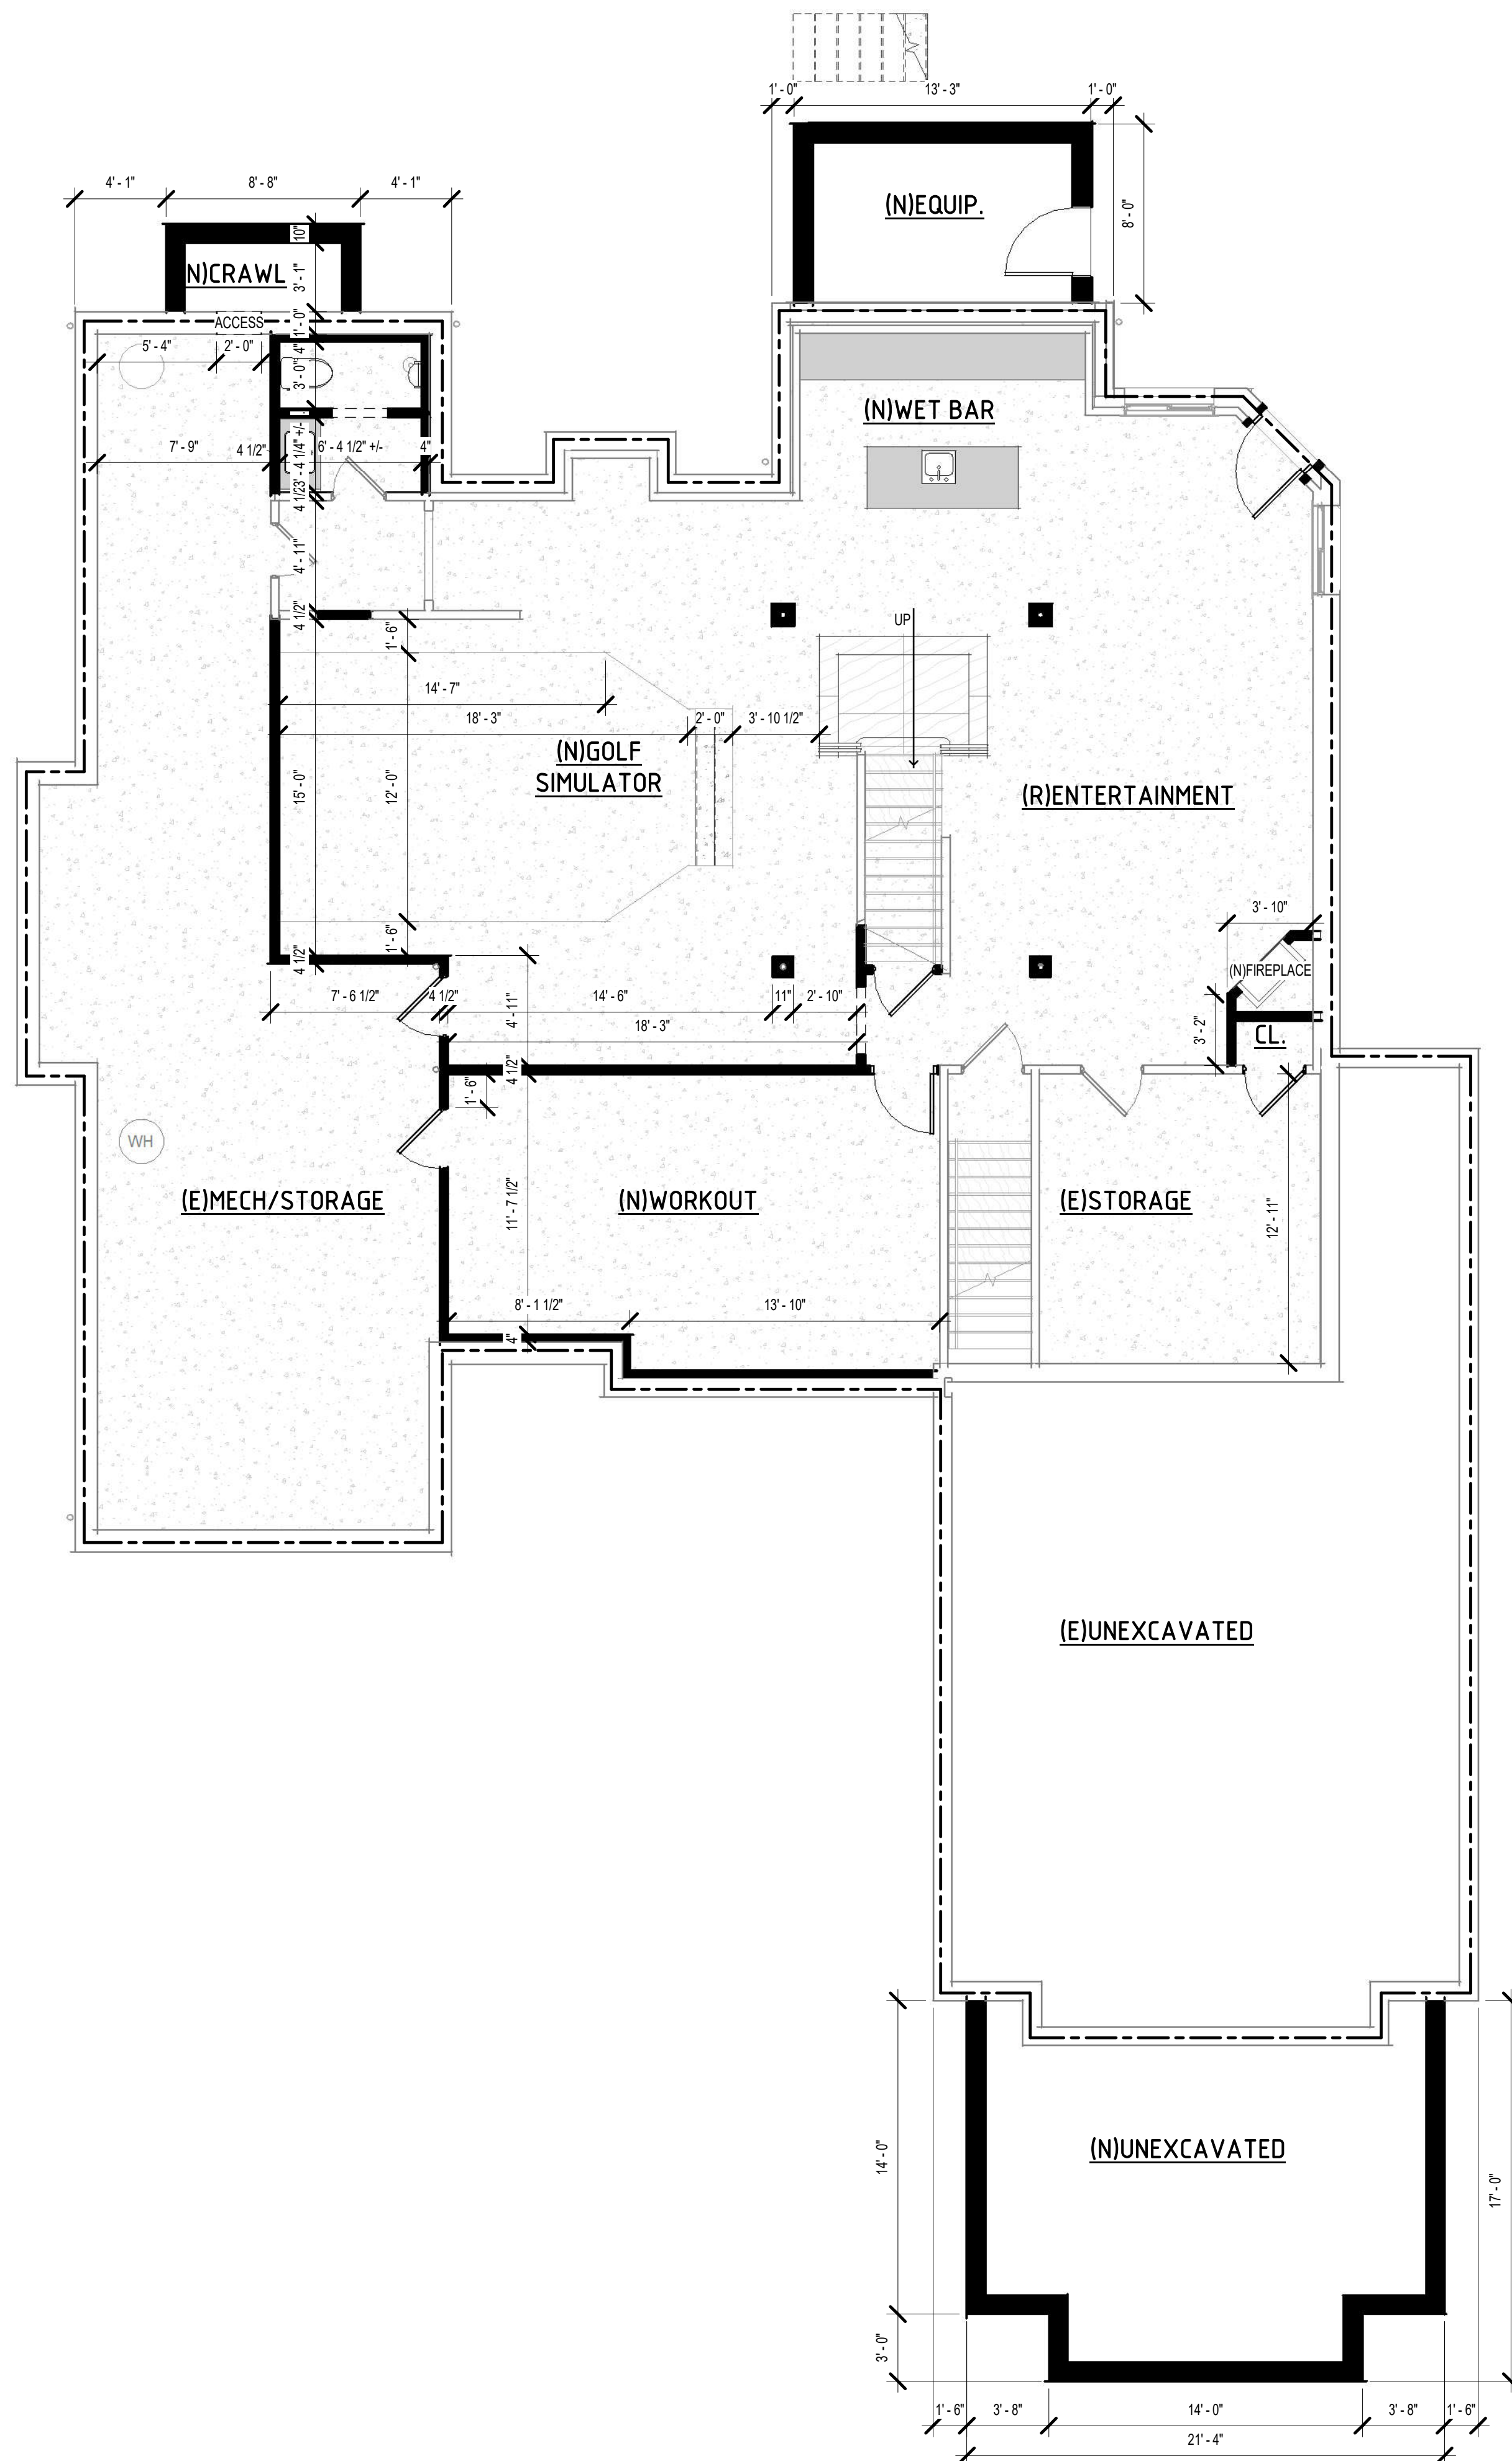 1' - 0"
13' - 3"
1' - 0"
4' - 1"
8' - 8"
4' - 1"
(N)EQUIP.
8' - 0"
10"
N)CRAWL
3' - 1"
ACCESS
1' - 0"
5' - 4"
2' - 0"
4"
3' - 0"
(N)WET BAR
7' - 9"
4 1/2"
6' - 4 1/2" +/-
4"
3' - 4 1/4" +/-
4 1/2"
4' - 11"
4 1/2"
UP
1' - 6"
14' - 7"
18' - 3"
2' - 0"
3' - 10 1/2"
(N)GOLF
SIMULATOR
15' - 0"
12' - 0"
(R)ENTERTAINMENT
3' - 10"
1' - 6"
4 1/2"
(N)FIREPLACE
7' - 6 1/2"
4 1/2"
14' - 6"
11"
2' - 10"
4' - 11"
18' - 3"
3' - 2"
CL.
4 1/2"
1' - 6"
WH
(E)MECH/STORAGE
(N)WORKOUT
(E)STORAGE
11' - 7 1/2"
12' - 11"
8' - 1 1/2"
13' - 10"
4"
(E)UNEXCAVATED
(N)UNEXCAVATED
14' - 0"
17' - 0"
3' - 0"
1' - 6"
3' - 8"
14' - 0"
3' - 8"
1' - 6"
21' - 4"